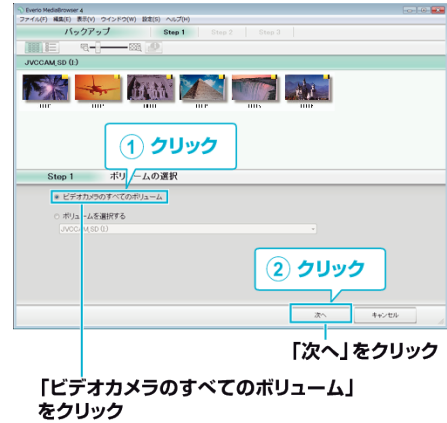 Everio MediaBrowser 4
ファイル(F) 編集(E) 表示(V) ウインドウ(W) 設定(S) ヘルプ(H)
バックアップ Step 1 Step 2 Step 3
JVCCAM_SD (I:)
① クリック
Step 1 ボリュームの選択
ビデオカメラのすべてのボリューム
ボリュームを選択する
JVCCAM_SD (I:)
② クリック
次へ キャンセル
「次へ」をクリック
「ビデオカメラのすべてのボリューム」
をクリック